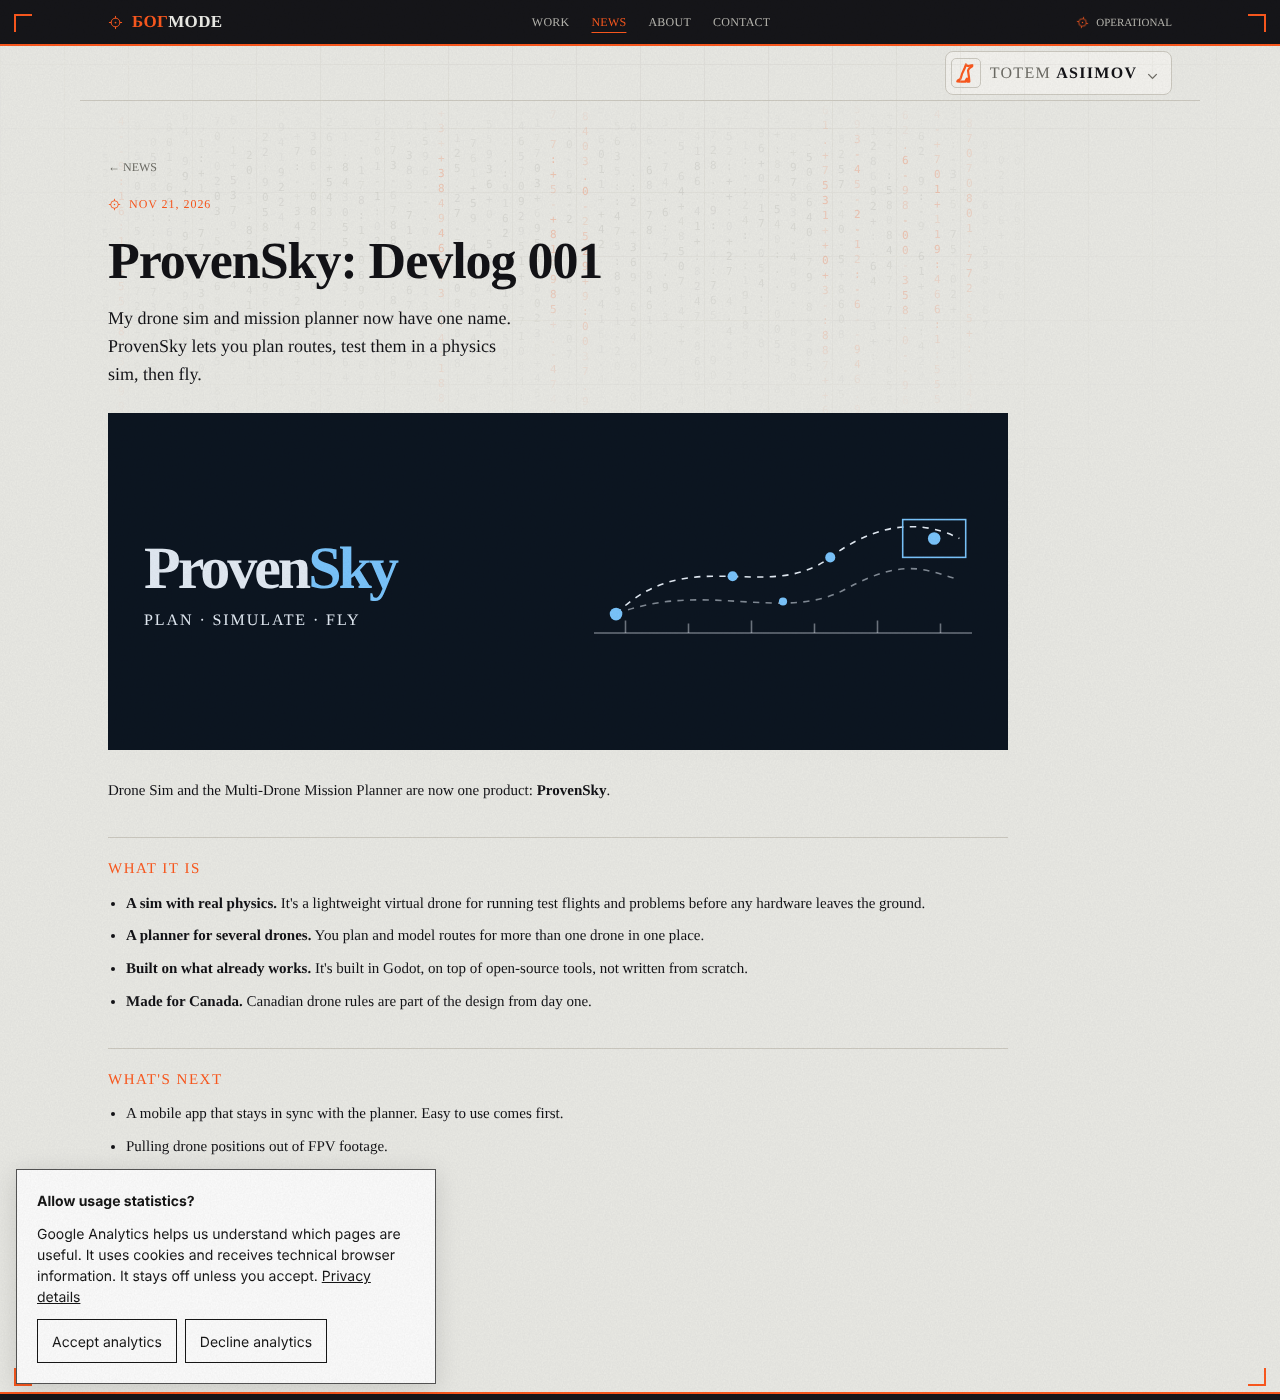 БОГMODE
WORK NEWS ABOUT CONTACT
OPERATIONAL
TOTEM ASIIMOV
← NEWS
NOV 21, 2026
ProvenSky: Devlog 001
My drone sim and mission planner now have one name.
ProvenSky lets you plan routes, test them in a physics
sim, then fly.
ProvenSky
PLAN · SIMULATE · FLY
Drone Sim and the Multi-Drone Mission Planner are now one product: ProvenSky.
WHAT IT IS
• A sim with real physics. It's a lightweight virtual drone for running test flights and problems before any hardware leaves the ground.
• A planner for several drones. You plan and model routes for more than one drone in one place.
• Built on what already works. It's built in Godot, on top of open-source tools, not written from scratch.
• Made for Canada. Canadian drone rules are part of the design from day one.
WHAT'S NEXT
• A mobile app that stays in sync with the planner. Easy to use comes first.
• Pulling drone positions out of FPV footage.
Allow usage statistics?
Google Analytics helps us understand which pages are
useful. It uses cookies and receives technical browser
information. It stays off unless you accept. Privacy
details
Accept analytics
Decline analytics